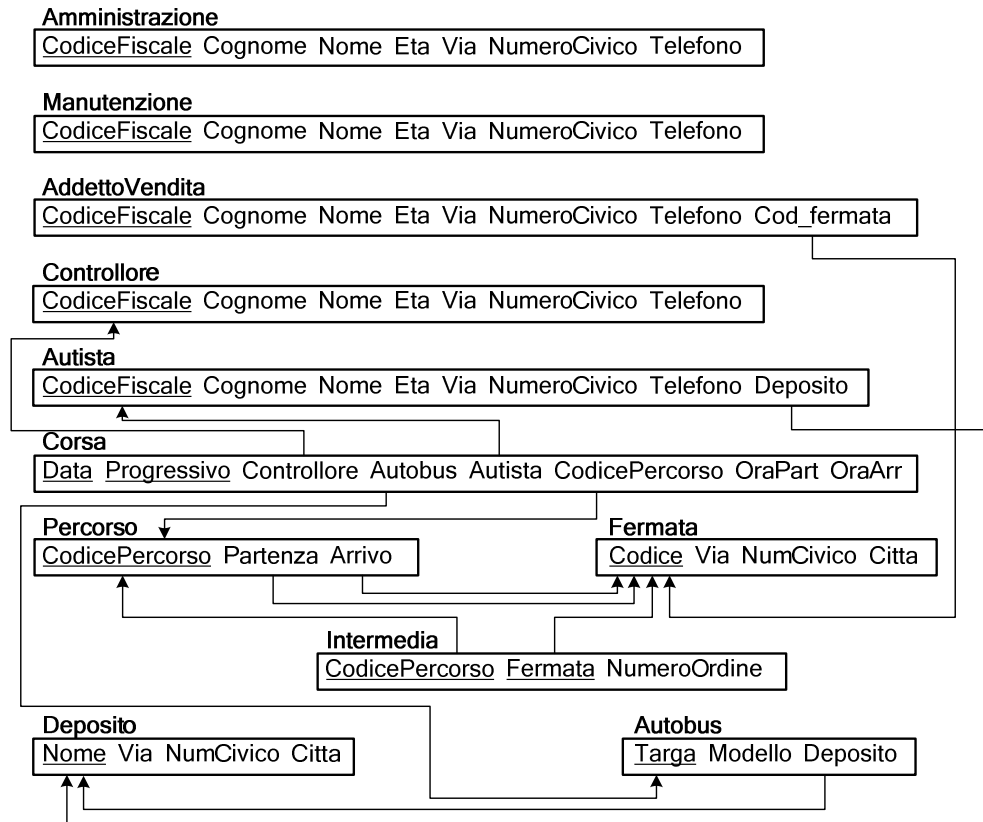 Amministrazione
CodiceFiscale Cognome Nome Eta Via NumeroCivico Telefono
Manutenzione
CodiceFiscale Cognome Nome Eta Via NumeroCivico Telefono
AddettoVendita
CodiceFiscale Cognome Nome Eta Via NumeroCivico Telefono Cod_fermata
Controllore
CodiceFiscale Cognome Nome Eta Via NumeroCivico Telefono
Autista
CodiceFiscale Cognome Nome Eta Via NumeroCivico Telefono Deposito
Corsa
Data Progressivo Controllore Autobus Autista CodicePercorso OraPart OraArr
Percorso
CodicePercorso Partenza Arrivo
Fermata
Codice Via NumCivico Citta
Intermedia
CodicePercorso Fermata NumeroOrdine
Deposito
Nome Via NumCivico Citta
Autobus
Targa Modello Deposito